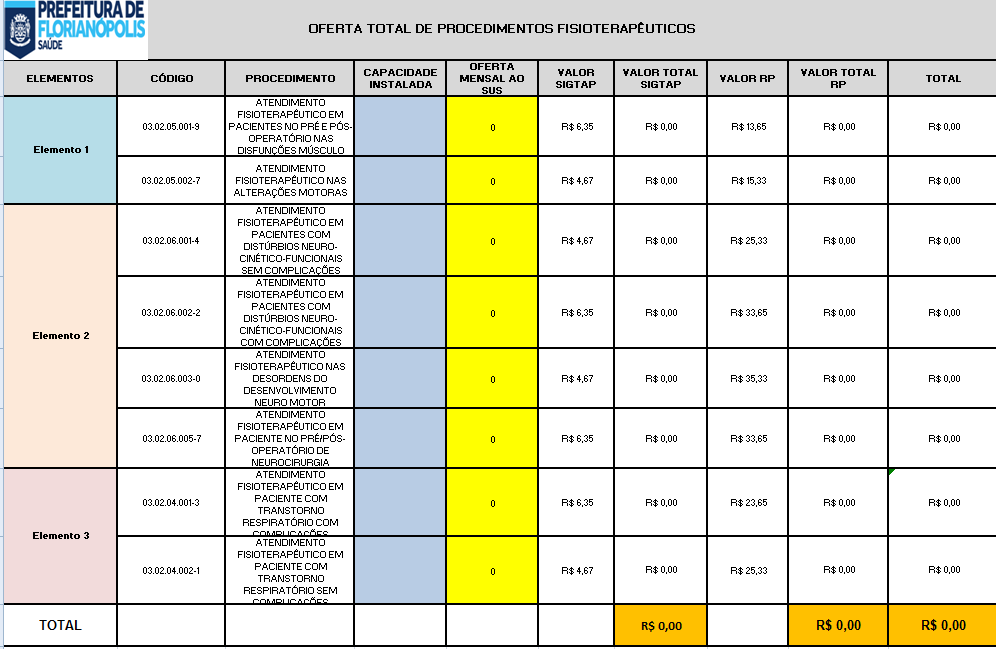 PREFEITURA DE
FLORIANÓPOLIS
SAÚDE
OFERTA TOTAL DE PROCEDIMENTOS FISIOTERAPÊUTICOS
ELEMENTOS
CÓDIGO
PROCEDIMENTO
CAPACIDADE
INSTALADA
OFERTA
MENSAL AO
SUS
VALOR
SIGTAP
VALOR TOTAL
SIGTAP
VALOR RP
VALOR TOTAL
RP
TOTAL
Elemento 1
03.02.05.001-9
ATENDIMENTO
FISIOTERAPÊUTICO EM
PACIENTES NO PRÉ E PÓS-
OPERATÓRIO NAS
DISFUNÇÕES MÚSCULO
0
R$ 6,35
R$ 0,00
R$ 13,65
R$ 0,00
R$ 0,00
03.02.05.002-7
ATENDIMENTO
FISIOTERAPÊUTICO NAS
ALTERAÇÕES MOTORAS
0
R$ 4,67
R$ 0,00
R$ 15,33
R$ 0,00
R$ 0,00
Elemento 2
03.02.06.001-4
ATENDIMENTO
FISIOTERAPÊUTICO EM
PACIENTES COM
DISTÚRBIOS NEURO-
CINÉTICO-FUNCIONAIS
SEM COMPLICAÇÕES
0
R$ 4,67
R$ 0,00
R$ 25,33
R$ 0,00
R$ 0,00
03.02.06.002-2
ATENDIMENTO
FISIOTERAPÊUTICO EM
PACIENTES COM
DISTÚRBIOS NEURO-
CINÉTICO-FUNCIONAIS
COM COMPLICAÇÕES
0
R$ 6,35
R$ 0,00
R$ 33,65
R$ 0,00
R$ 0,00
03.02.06.003-0
ATENDIMENTO
FISIOTERAPÊUTICO NAS
DESORDENS DO
DESENVOLVIMENTO
NEURO MOTOR
0
R$ 4,67
R$ 0,00
R$ 35,33
R$ 0,00
R$ 0,00
03.02.06.005-7
ATENDIMENTO
FISIOTERAPÊUTICO EM
PACIENTE NO PRÉ/PÓS-
OPERATÓRIO DE
NEUROCIRURGIA
0
R$ 6,35
R$ 0,00
R$ 33,65
R$ 0,00
R$ 0,00
Elemento 3
03.02.04.001-3
ATENDIMENTO
FISIOTERAPÊUTICO EM
PACIENTE COM
TRANSTORNO
RESPIRATÓRIO COM
COMPLICAÇÕES
0
R$ 6,35
R$ 0,00
R$ 23,65
R$ 0,00
R$ 0,00
03.02.04.002-1
ATENDIMENTO
FISIOTERAPÊUTICO EM
PACIENTE COM
TRANSTORNO
RESPIRATÓRIO SEM
COMPLICAÇÕES
0
R$ 4,67
R$ 0,00
R$ 25,33
R$ 0,00
R$ 0,00
TOTAL
R$ 0,00
R$ 0,00
R$ 0,00